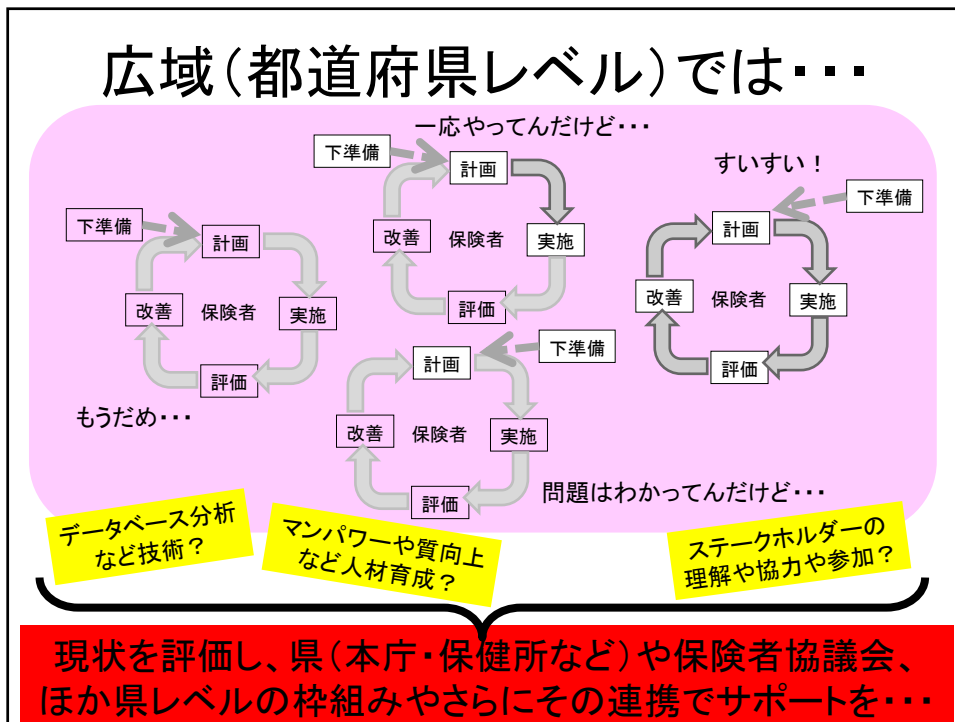 広域(都道府県レベル)では・・・
一応やってんだけど・・・
下準備
計画
改善
保険者
実施
評価
すいすい！
下準備
計画
改善
保険者
実施
評価
下準備
計画
改善
保険者
実施
評価
もうだめ・・・
下準備
計画
改善
保険者
実施
評価
問題はわかってんだけど・・・
データベース分析
など技術？
マンパワーや質向上
など人材育成？
ステークホルダーの
理解や協力や参加？
現状を評価し、県(本庁・保健所など)や保険者協議会、
ほか県レベルの枠組みやさらにその連携でサポートを・・・